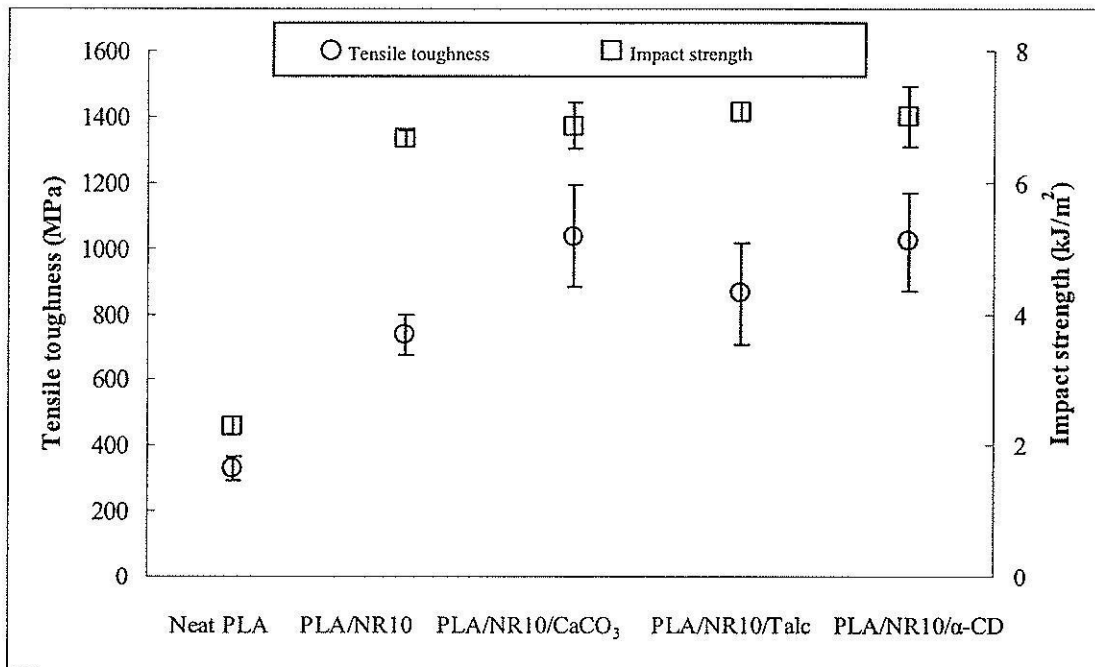 Tensile toughness
Impact strength
1600
1400
1200
1000
800
600
400
200
0
Tensile toughness (MPa)
8
6
4
2
0
Impact strength (kJ/m²)
Neat PLA
PLA/NR10
PLA/NR10/CaCO₃
PLA/NR10/Talc
PLA/NR10/α-CD